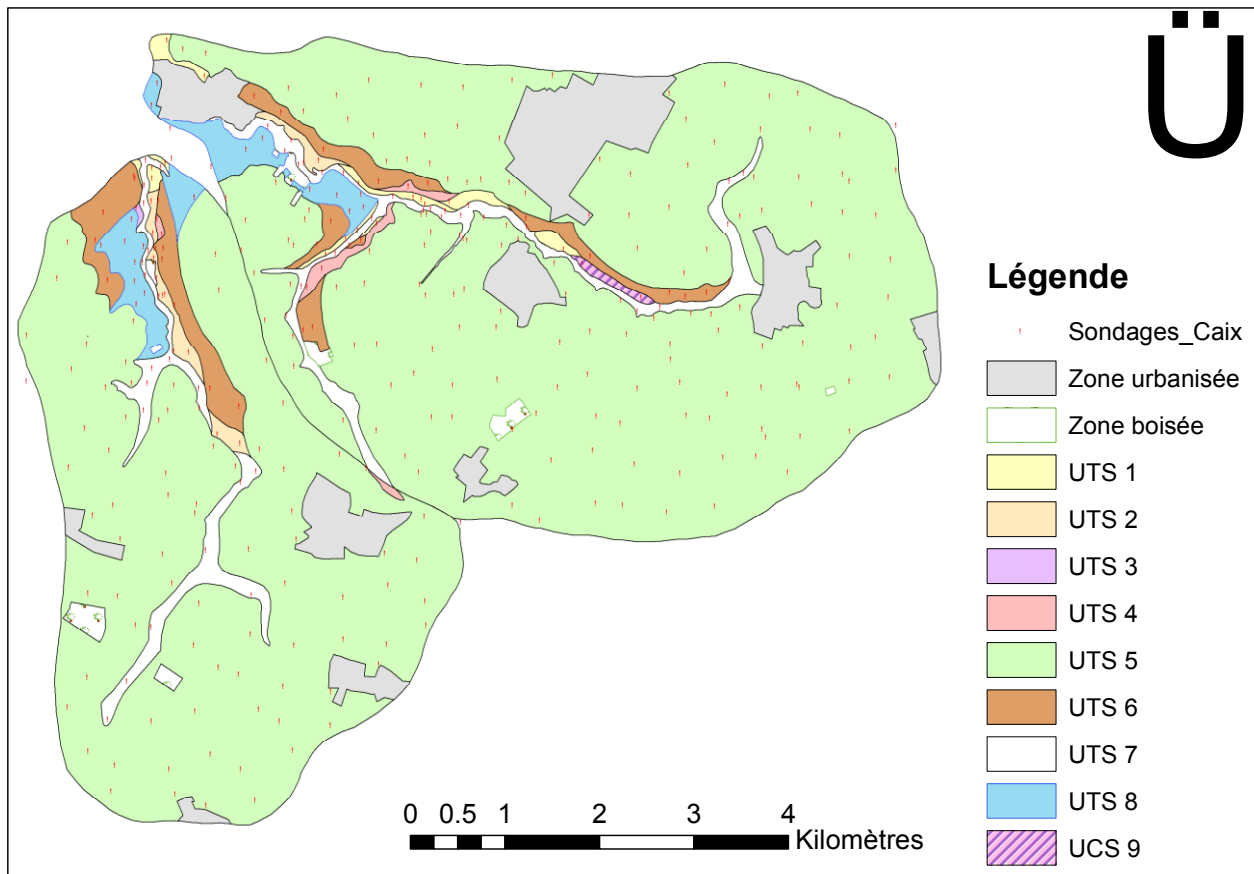 Ü
Légende
Sondages_Caix
Zone urbanisée
Zone boisée
UTS 1
UTS 2
UTS 3
UTS 4
UTS 5
UTS 6
UTS 7
UTS 8
UCS 9
0 0.5 1 2 3 4
Kilomètres